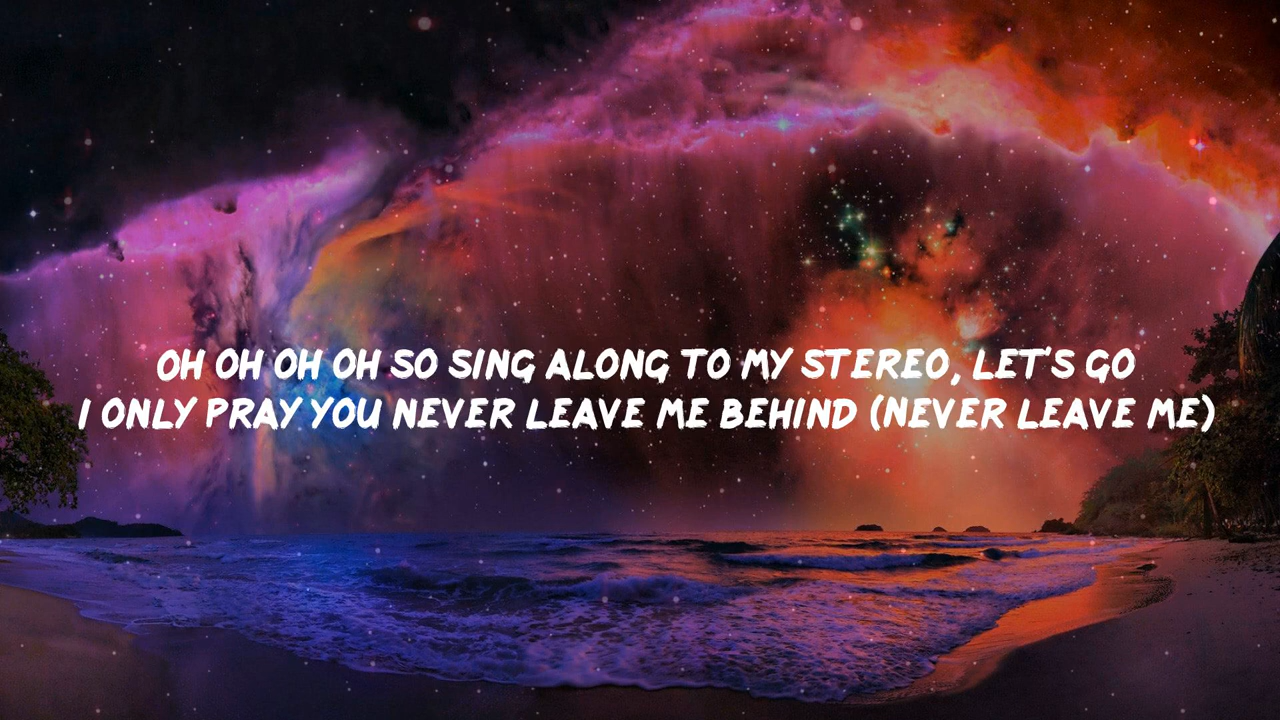 OH OH OH OH SO SING ALONG TO MY STEREO, LET'S GO
I ONLY PRAY YOU NEVER LEAVE ME BEHIND (NEVER LEAVE ME)